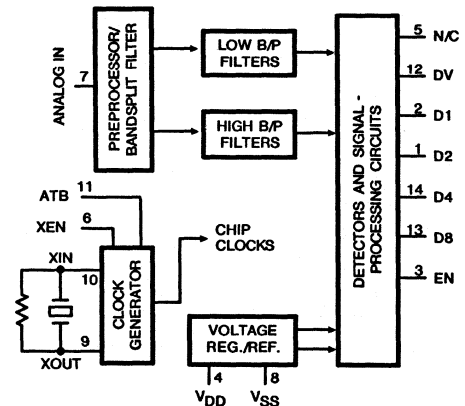 ANALOG IN
7
PREPROCESSOR/
BANDSPLIT FILTER
LOW B/P
FILTERS
HIGH B/P
FILTERS
DETECTORS AND SIGNAL -
PROCESSING CIRCUITS
5 N/C
12 DV
2 D1
1 D2
14 D4
13 D8
3 EN
ATB 11
XEN 6
XIN
10
CLOCK
GENERATOR
CHIP
CLOCKS
9
XOUT
VOLTAGE
REG./REF.
4 8
VDD VSS